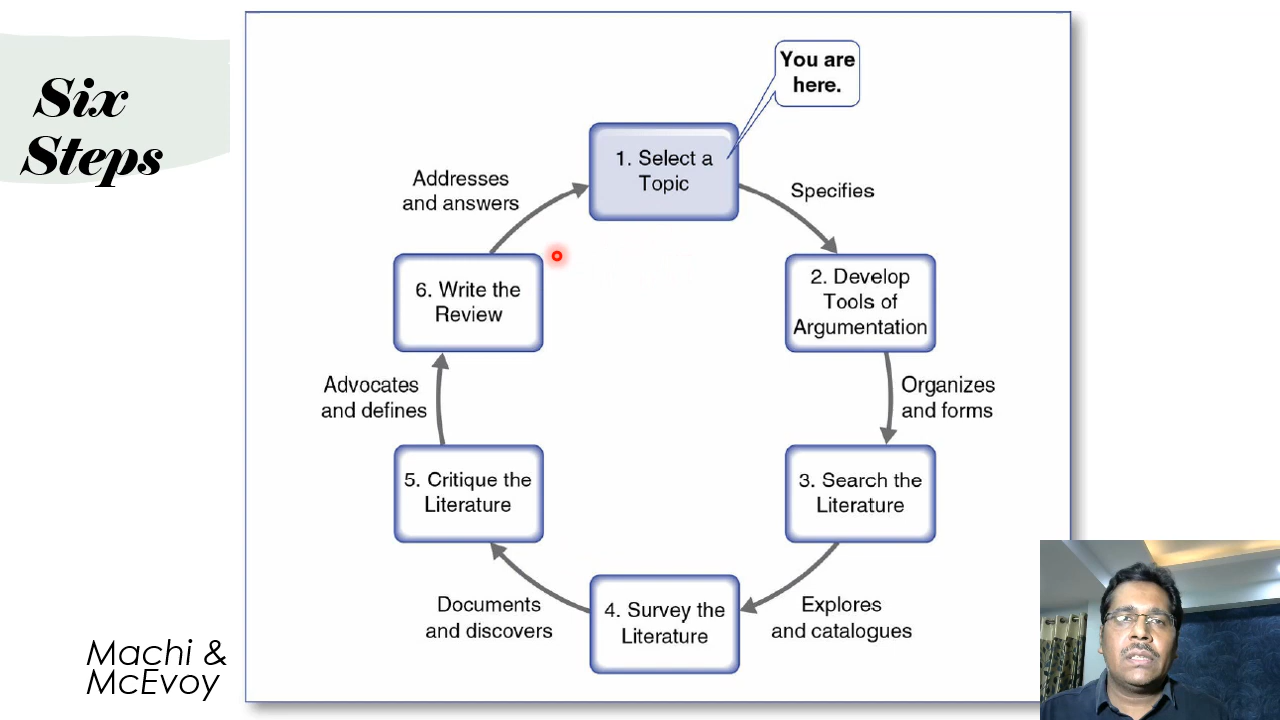 Six
Steps
You are
here.
1. Select a
Topic
Specifies
2. Develop
Tools of
Argumentation
Organizes
and forms
3. Search the
Literature
Explores
and catalogues
4. Survey the
Literature
Documents
and discovers
5. Critique the
Literature
Advocates
and defines
6. Write the
Review
Addresses
and answers
Machi &
McEvoy